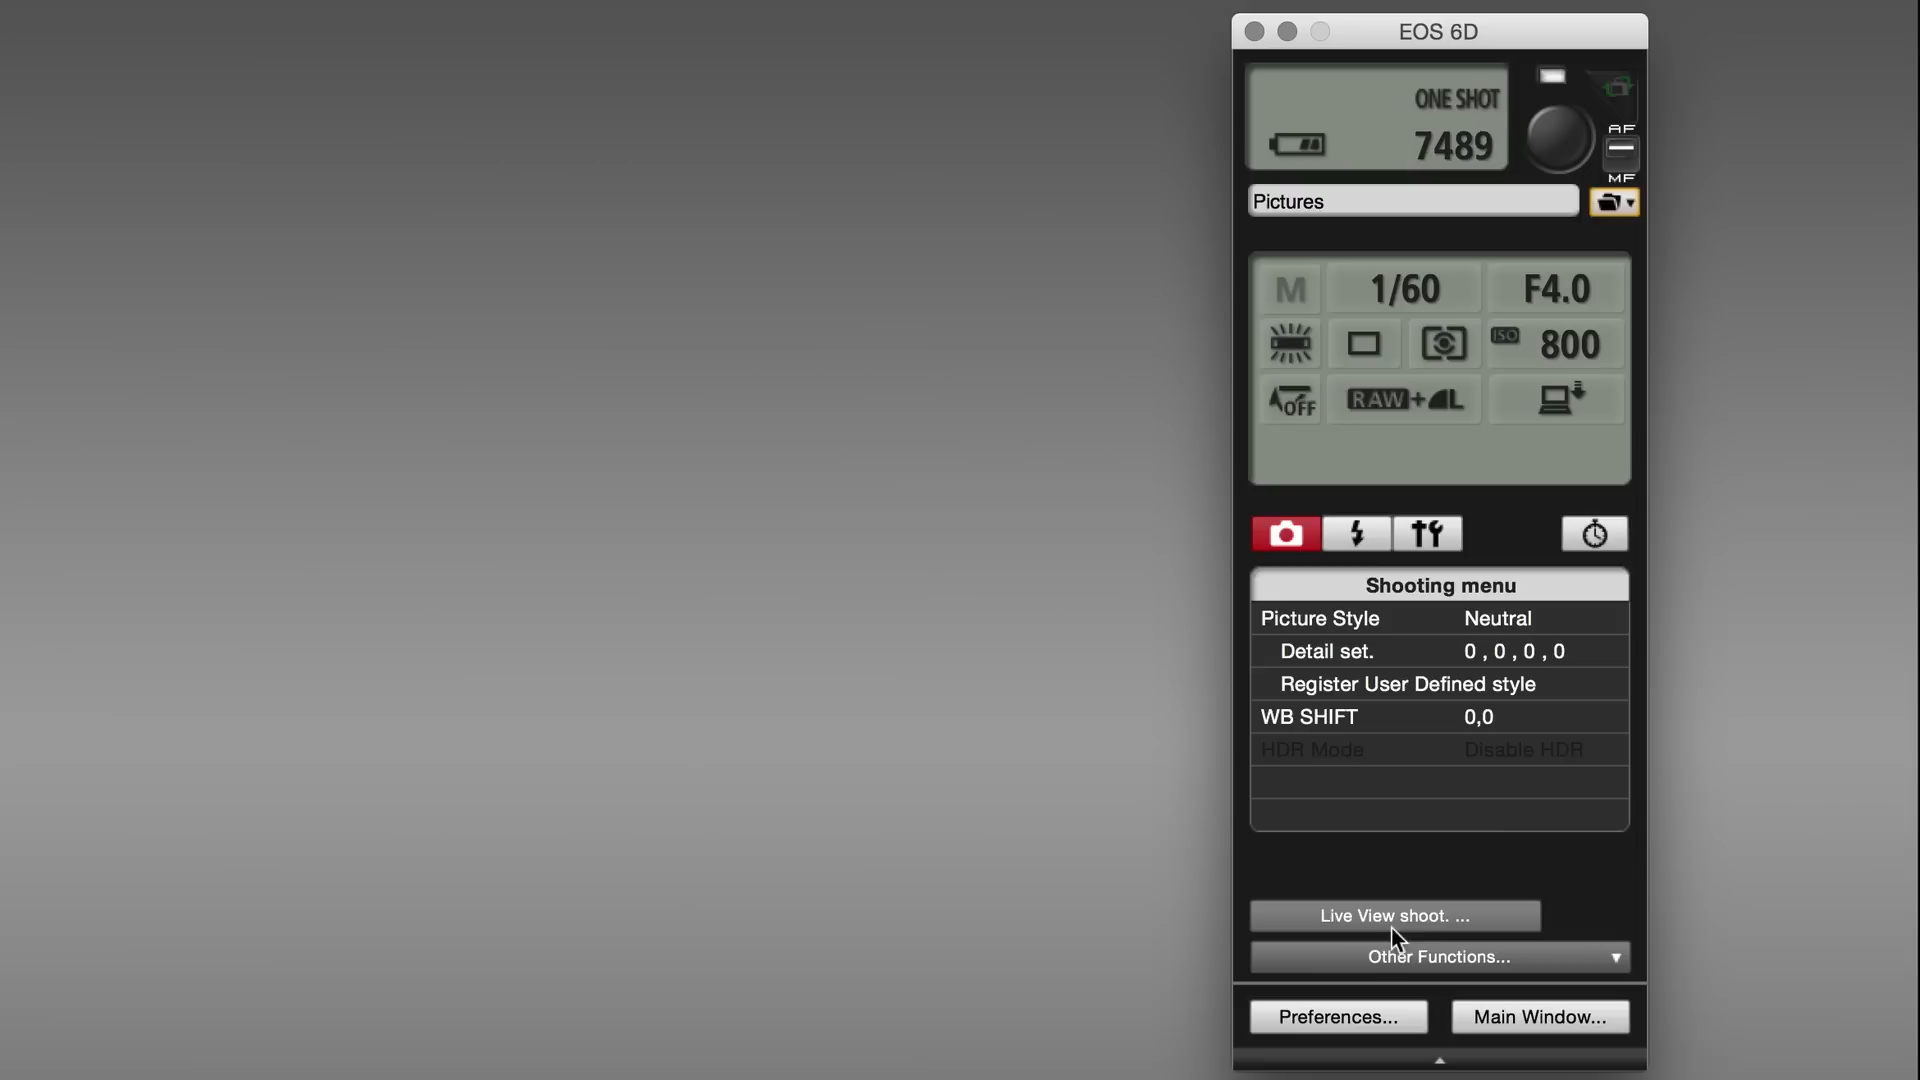 EOS 6D
ONE SHOT
7489
AF
MF
Pictures
M 1/60 F4.0
ISO 800
OFF RAW+L
Shooting menu
Picture Style Neutral
Detail set. 0 , 0 , 0 , 0
Register User Defined style
WB SHIFT 0,0
HDR Mode Disable HDR
Live View shoot. ...
Other Functions...
Preferences... Main Window...